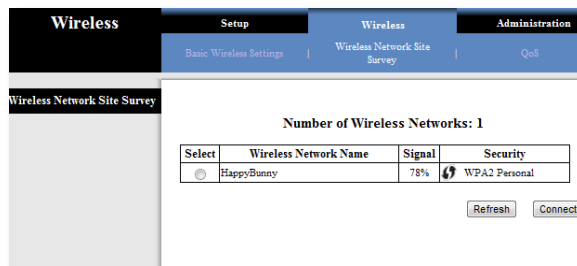 Wireless
Setup
Wireless
Administration
Basic Wireless Settings | Wireless Network Site Survey | QoS
Wireless Network Site Survey
Number of Wireless Networks: 1
Select Wireless Network Name Signal Security
HappyBunny 78% WPA2 Personal
Refresh Connect